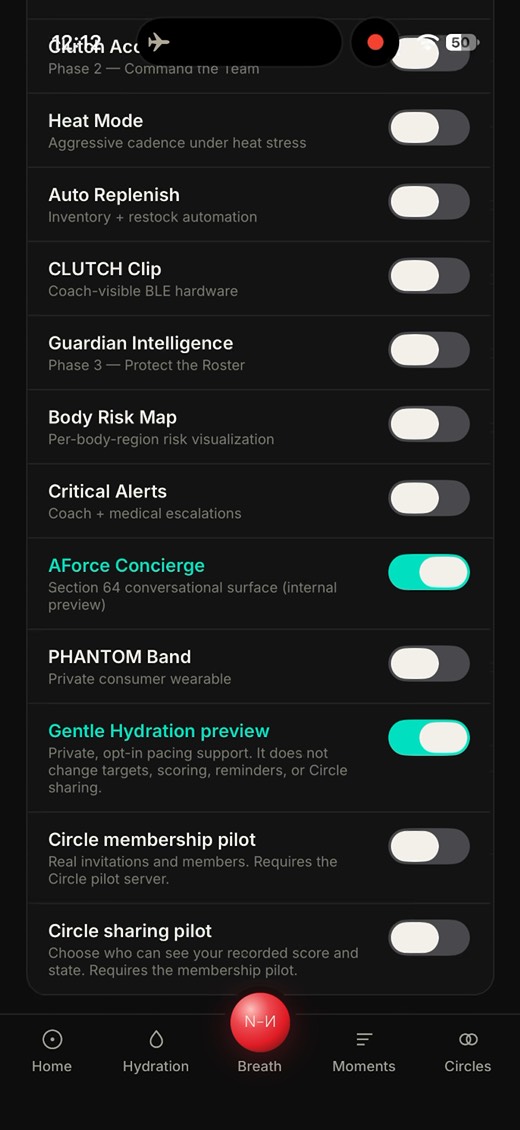 12:12
50
Clutch Acc
Phase 2 — Command the Team
Heat Mode
Aggressive cadence under heat stress
Auto Replenish
Inventory + restock automation
CLUTCH Clip
Coach-visible BLE hardware
Guardian Intelligence
Phase 3 — Protect the Roster
Body Risk Map
Per-body-region risk visualization
Critical Alerts
Coach + medical escalations
AForce Concierge
Section 64 conversational surface (internal
preview)
PHANTOM Band
Private consumer wearable
Gentle Hydration preview
Private, opt-in pacing support. It does not
change targets, scoring, reminders, or Circle
sharing.
Circle membership pilot
Real invitations and members. Requires the
Circle pilot server.
Circle sharing pilot
Choose who can see your recorded score and
state. Requires the membership pilot.
N–И
Home
Hydration
Breath
Moments
Circles